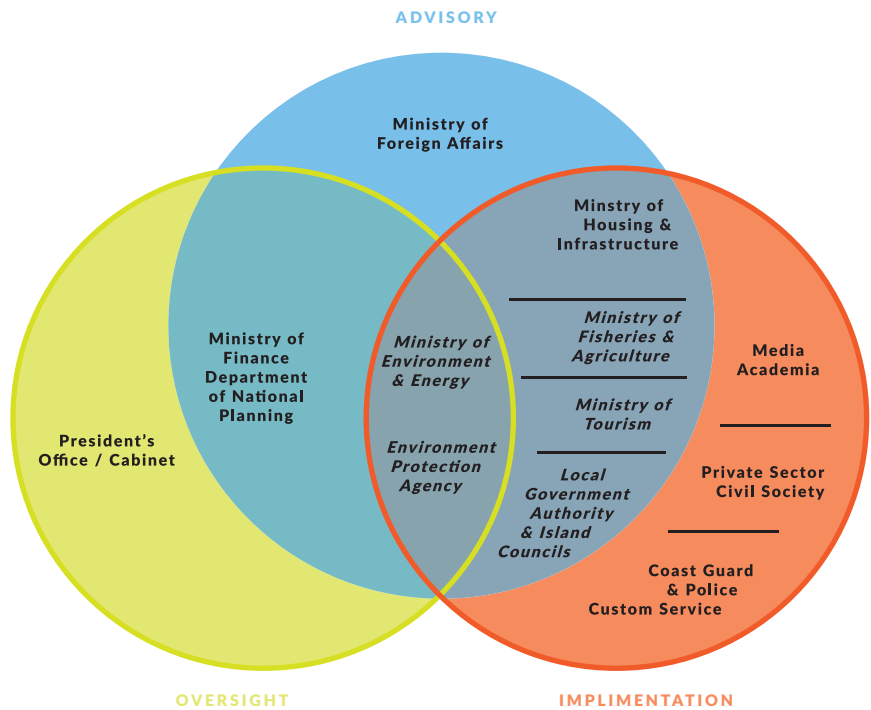 ADVISORY
Ministry of
Foreign Affairs
Minstry of
Housing &
Infrastructure
Ministry of
Fisheries &
Agriculture
Ministry of
Tourism
Local
Government
Authority
& Island
Councils
Ministry of
Finance
Department
of National
Planning
Ministry of
Environment
& Energy
Environment
Protection
Agency
President's
Office / Cabinet
Media
Academia
Private Sector
Civil Society
Coast Guard
& Police
Custom Service
OVERSIGHT
IMPLIMENTATION